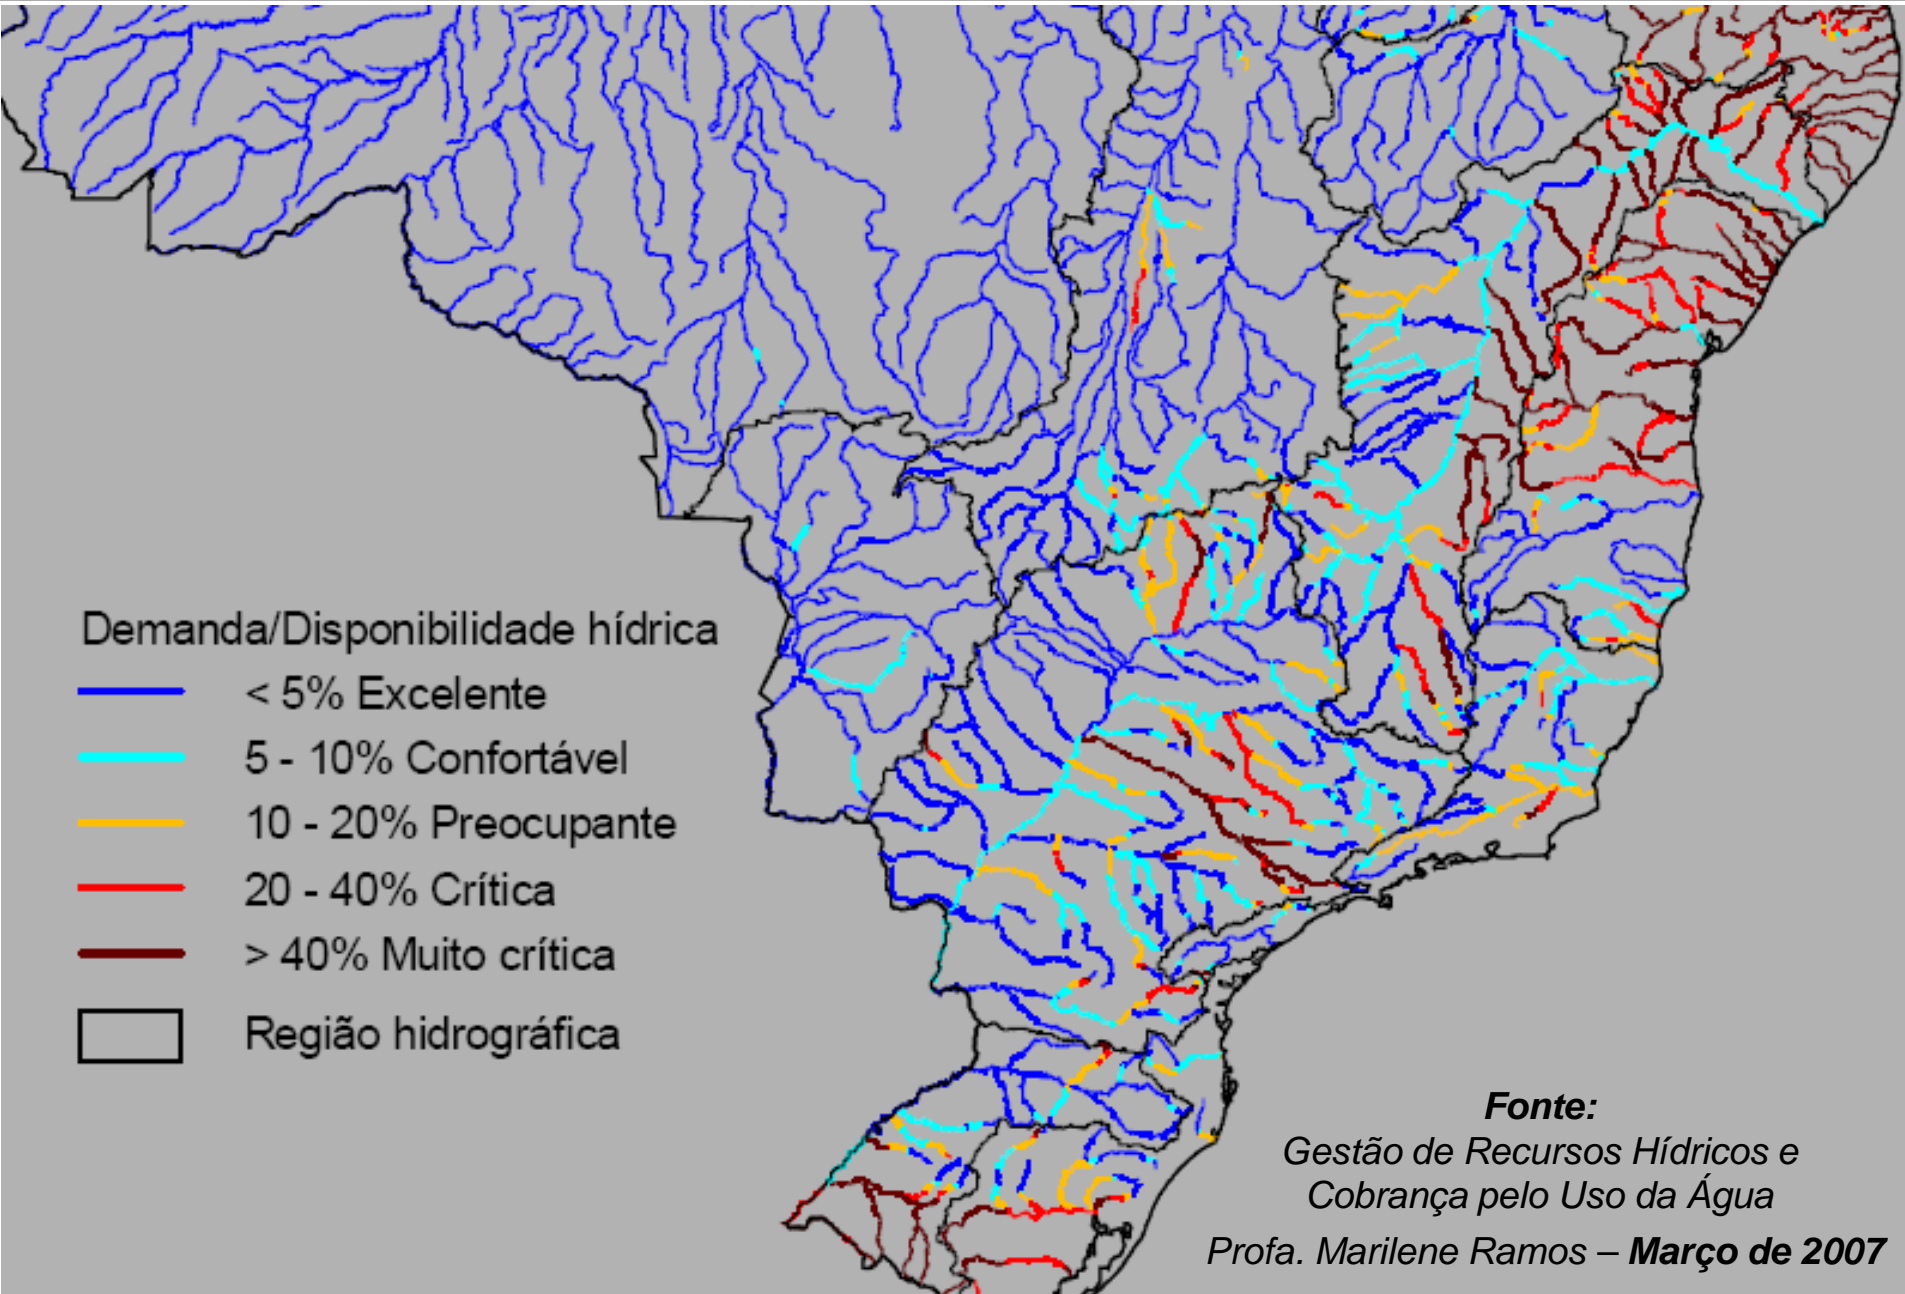 Demanda/Disponibilidade hídrica
< 5% Excelente
5 - 10% Confortável
10 - 20% Preocupante
20 - 40% Crítica
> 40% Muito crítica
Região hidrográfica
Fonte:
Gestão de Recursos Hídricos e
Cobrança pelo Uso da Água
Profa. Marilene Ramos – Março de 2007